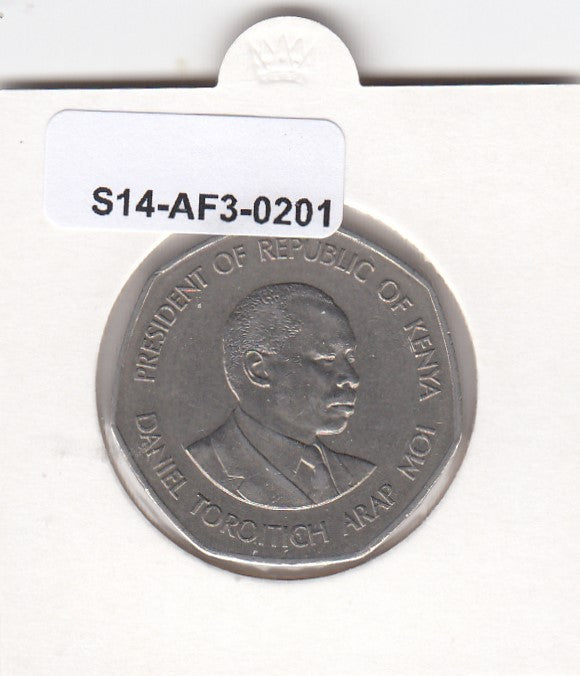 S14-AF3-0201
PRESIDENT OF REPUBLIC OF KENYA
DANIEL TOROITICH ARAP MOI